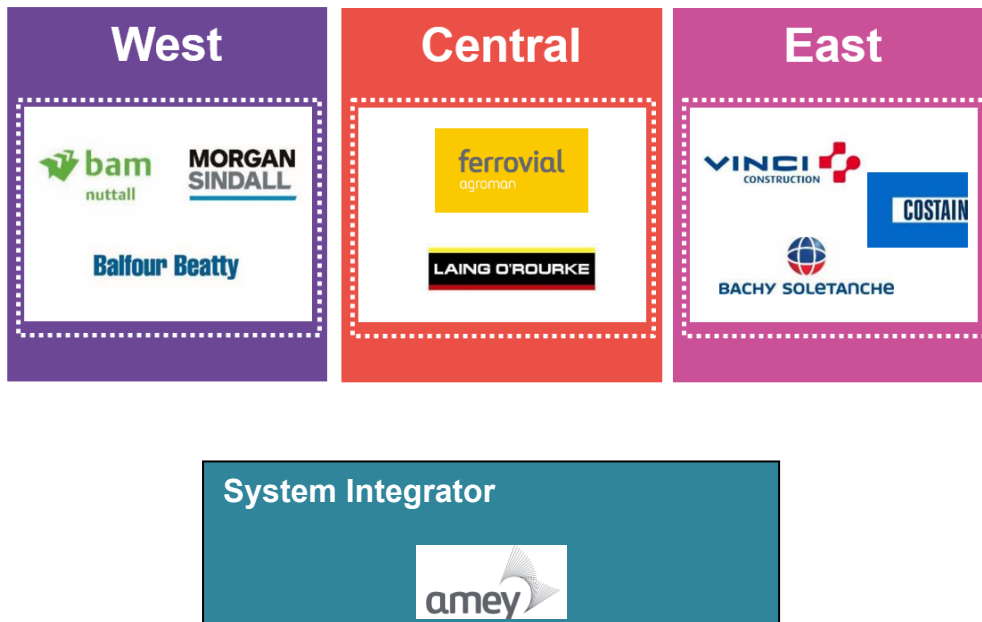 West
bam
nuttall
MORGAN
SINDALL
Balfour Beatty
Central
ferrovial
agroman
LAING O'ROURKE
East
VINCI
CONSTRUCTION
COSTAIN
BACHY SOLETANCHE
System Integrator
amey